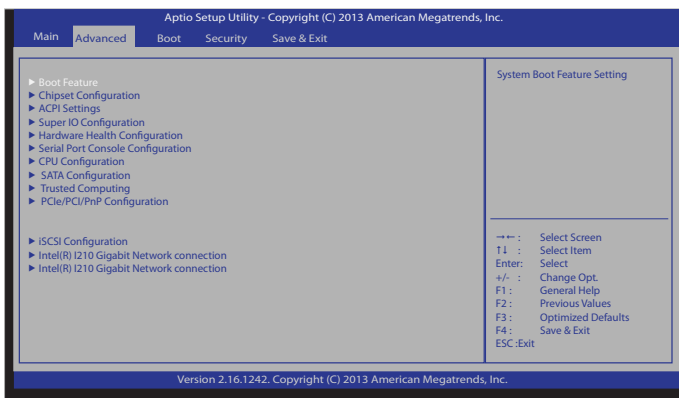 Aptio Setup Utility - Copyright (C) 2013 American Megatrends, Inc.
Main Advanced Boot Security Save & Exit
▶ Boot Feature
▶ Chipset Configuration
▶ ACPI Settings
▶ Super IO Configuration
▶ Hardware Health Configuration
▶ Serial Port Console Configuration
▶ CPU Configuration
▶ SATA Configuration
▶ Trusted Computing
▶ PCIe/PCI/PnP Configuration
▶ iSCSI Configuration
▶ Intel(R) I210 Gigabit Network connection
▶ Intel(R) I210 Gigabit Network connection
System Boot Feature Setting
→← : Select Screen
↑↓ : Select Item
Enter: Select
+/- : Change Opt.
F1 : General Help
F2 : Previous Values
F3 : Optimized Defaults
F4 : Save & Exit
ESC :Exit
Version 2.16.1242. Copyright (C) 2013 American Megatrends, Inc.